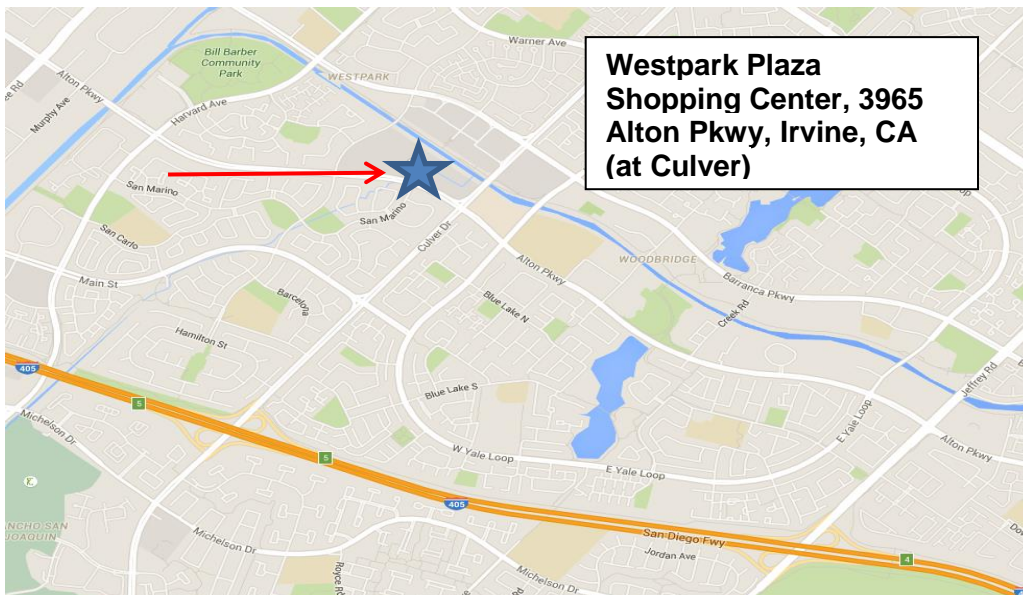 Warner Ave
Bill Barber
Community
Park
WESTPARK
Westpark Plaza
Shopping Center, 3965
Alton Pkwy, Irvine, CA
(at Culver)
Alton Pkwy
Murphy Ave
Harvard Ave
San Marino
San Marino
San Carlo
Culver Dr
Main St
Barcelona
Alton Pkwy
WOODBRIDGE
Barranca Pkwy
Creek Rd
Blue Lake N
Hamilton St
405
Blue Lake S
Jeffrey Rd
5
Michelson Dr
W Yale Loop
E Yale Loop
E Yale Loop
Alton Pkwy
5
405
San Diego Fwy
Michelson Dr
Jordan Ave
4
Royce Rd